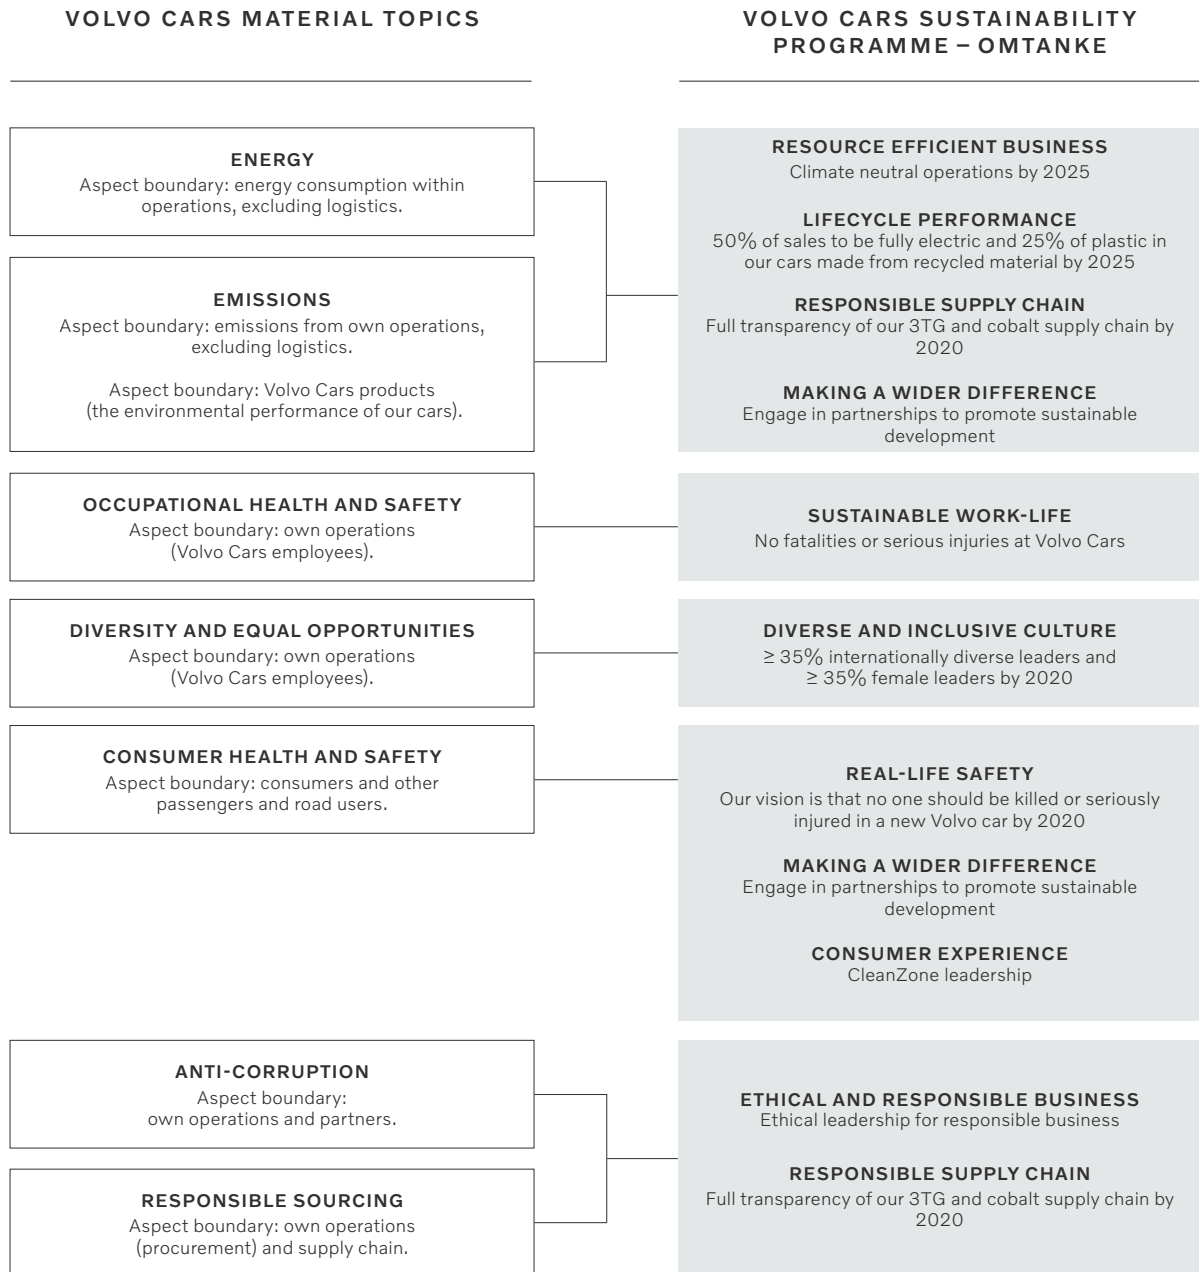 VOLVO CARS MATERIAL TOPICS
VOLVO CARS SUSTAINABILITY
PROGRAMME – OMTANKE
ENERGY
Aspect boundary: energy consumption within
operations, excluding logistics.
EMISSIONS
Aspect boundary: emissions from own operations,
excluding logistics.
Aspect boundary: Volvo Cars products
(the environmental performance of our cars).
RESOURCE EFFICIENT BUSINESS
Climate neutral operations by 2025
LIFECYCLE PERFORMANCE
50% of sales to be fully electric and 25% of plastic in
our cars made from recycled material by 2025
RESPONSIBLE SUPPLY CHAIN
Full transparency of our 3TG and cobalt supply chain by
2020
MAKING A WIDER DIFFERENCE
Engage in partnerships to promote sustainable
development
OCCUPATIONAL HEALTH AND SAFETY
Aspect boundary: own operations
(Volvo Cars employees).
SUSTAINABLE WORK-LIFE
No fatalities or serious injuries at Volvo Cars
DIVERSITY AND EQUAL OPPORTUNITIES
Aspect boundary: own operations
(Volvo Cars employees).
DIVERSE AND INCLUSIVE CULTURE
≥ 35% internationally diverse leaders and
≥ 35% female leaders by 2020
CONSUMER HEALTH AND SAFETY
Aspect boundary: consumers and other
passengers and road users.
REAL-LIFE SAFETY
Our vision is that no one should be killed or seriously
injured in a new Volvo car by 2020
MAKING A WIDER DIFFERENCE
Engage in partnerships to promote sustainable
development
CONSUMER EXPERIENCE
CleanZone leadership
ANTI-CORRUPTION
Aspect boundary:
own operations and partners.
RESPONSIBLE SOURCING
Aspect boundary: own operations
(procurement) and supply chain.
ETHICAL AND RESPONSIBLE BUSINESS
Ethical leadership for responsible business
RESPONSIBLE SUPPLY CHAIN
Full transparency of our 3TG and cobalt supply chain by
2020